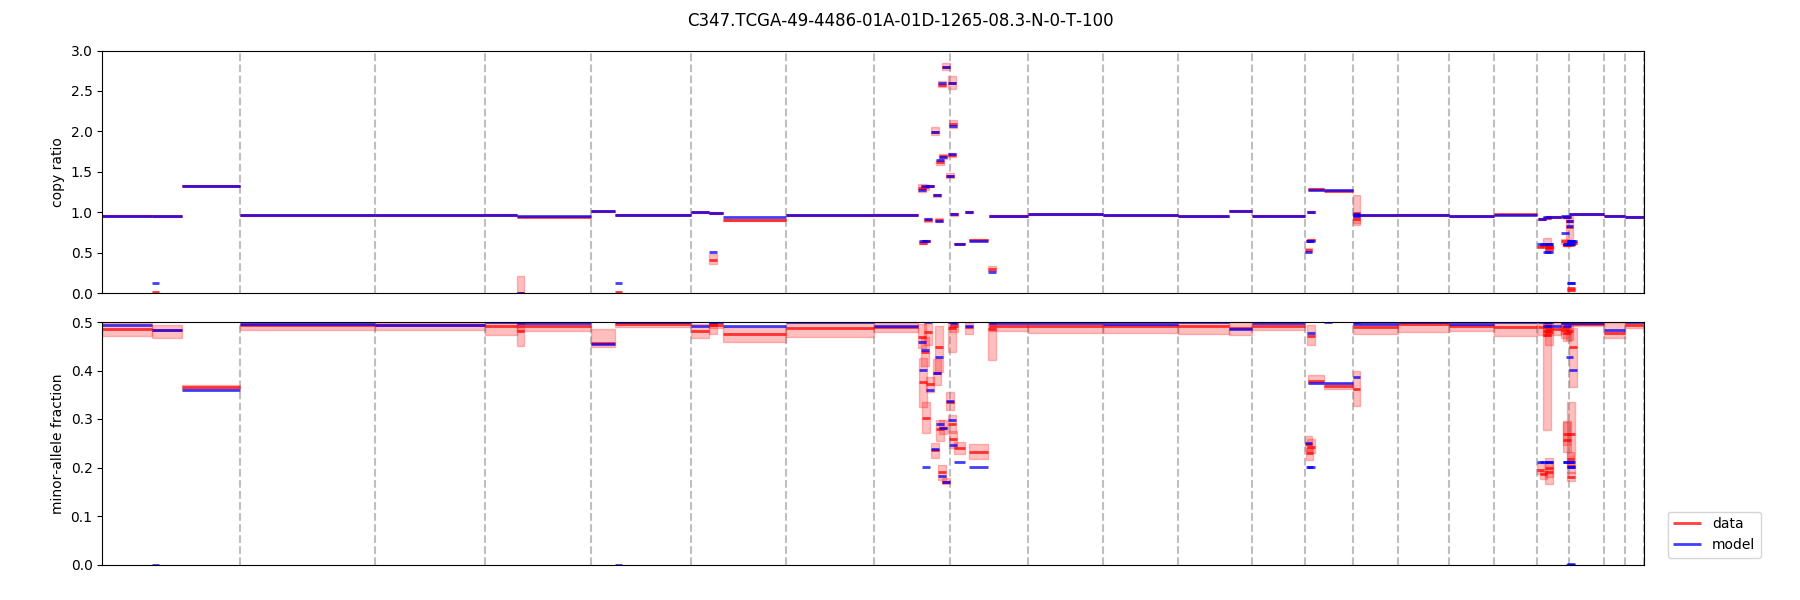 C347.TCGA-49-4486-01A-01D-1265-08.3-N-0-T-100
copy ratio
3.0
2.5
2.0
1.5
1.0
0.5
0.0
minor-allele fraction
0.5
0.4
0.3
0.2
0.1
0.0
data
model